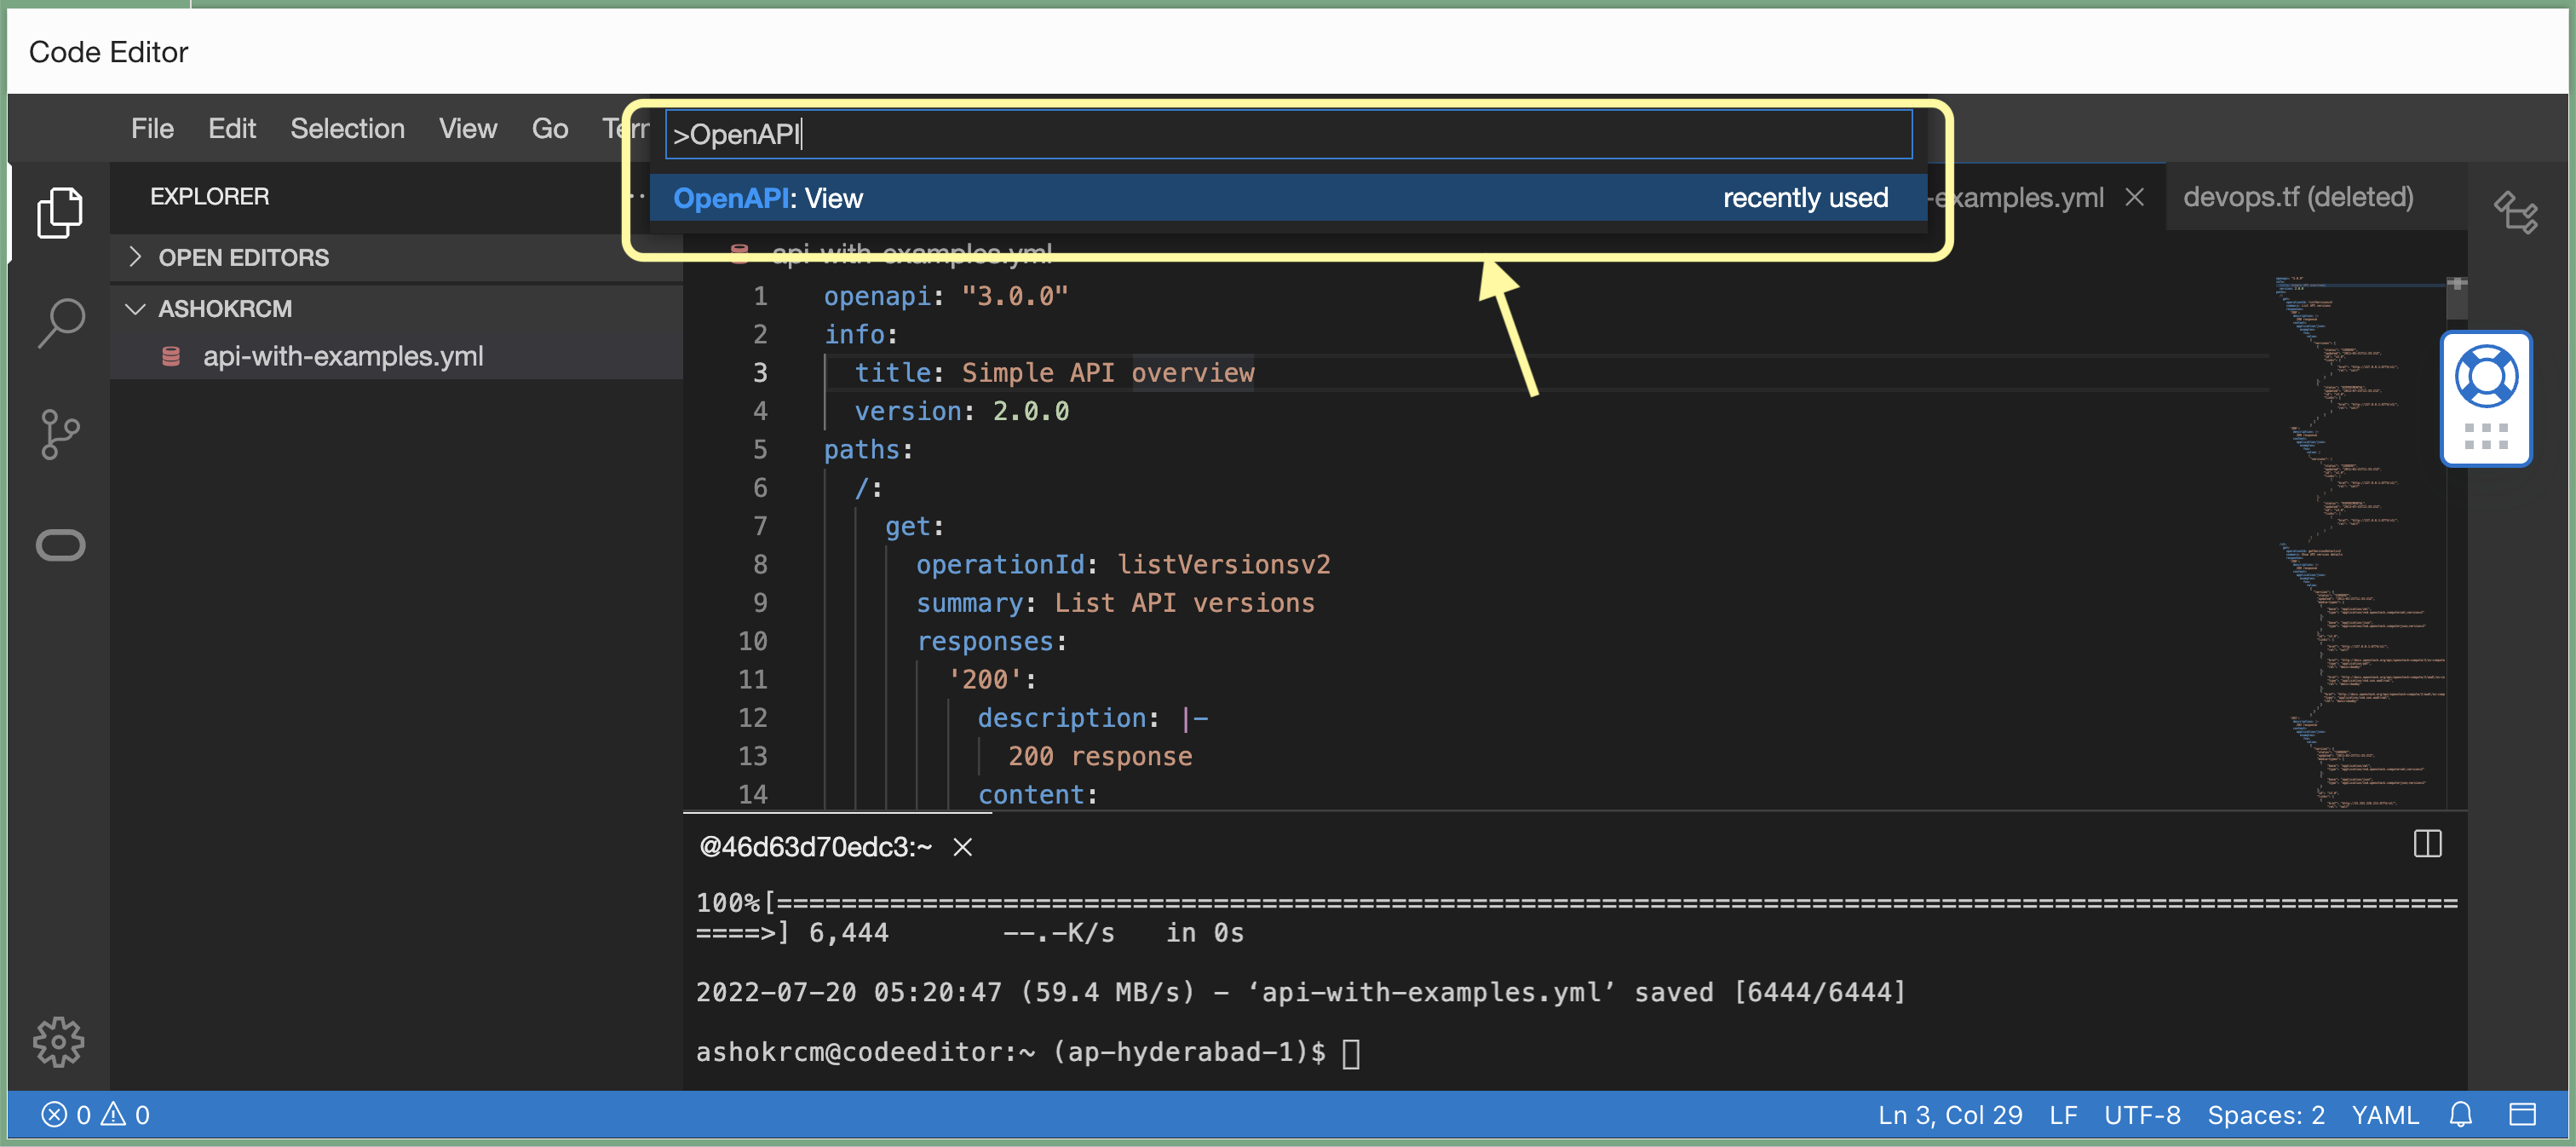 Code Editor
File Edit Selection View Go Term
>OpenAPI
OpenAPI: View recently used
EXPLORER
-examples.yml devops.tf (deleted)
OPEN EDITORS
api-with-examples.yml
ASHOKRCM
api-with-examples.yml
1 openapi: "3.0.0"
2 info:
3 title: Simple API overview
4 version: 2.0.0
5 paths:
6 /:
7 get:
8 operationId: listVersionsv2
9 summary: List API versions
10 responses:
11 '200':
12 description: |-
13 200 response
14 content:
@46d63d70edc3:~
100%[==============================================================================================================
====>] 6,444 --.-K/s in 0s
2022-07-20 05:20:47 (59.4 MB/s) - ‘api-with-examples.yml’ saved [6444/6444]
ashokrcm@codeeditor:~ (ap-hyderabad-1)$
0 0 Ln 3, Col 29 LF UTF-8 Spaces: 2 YAML